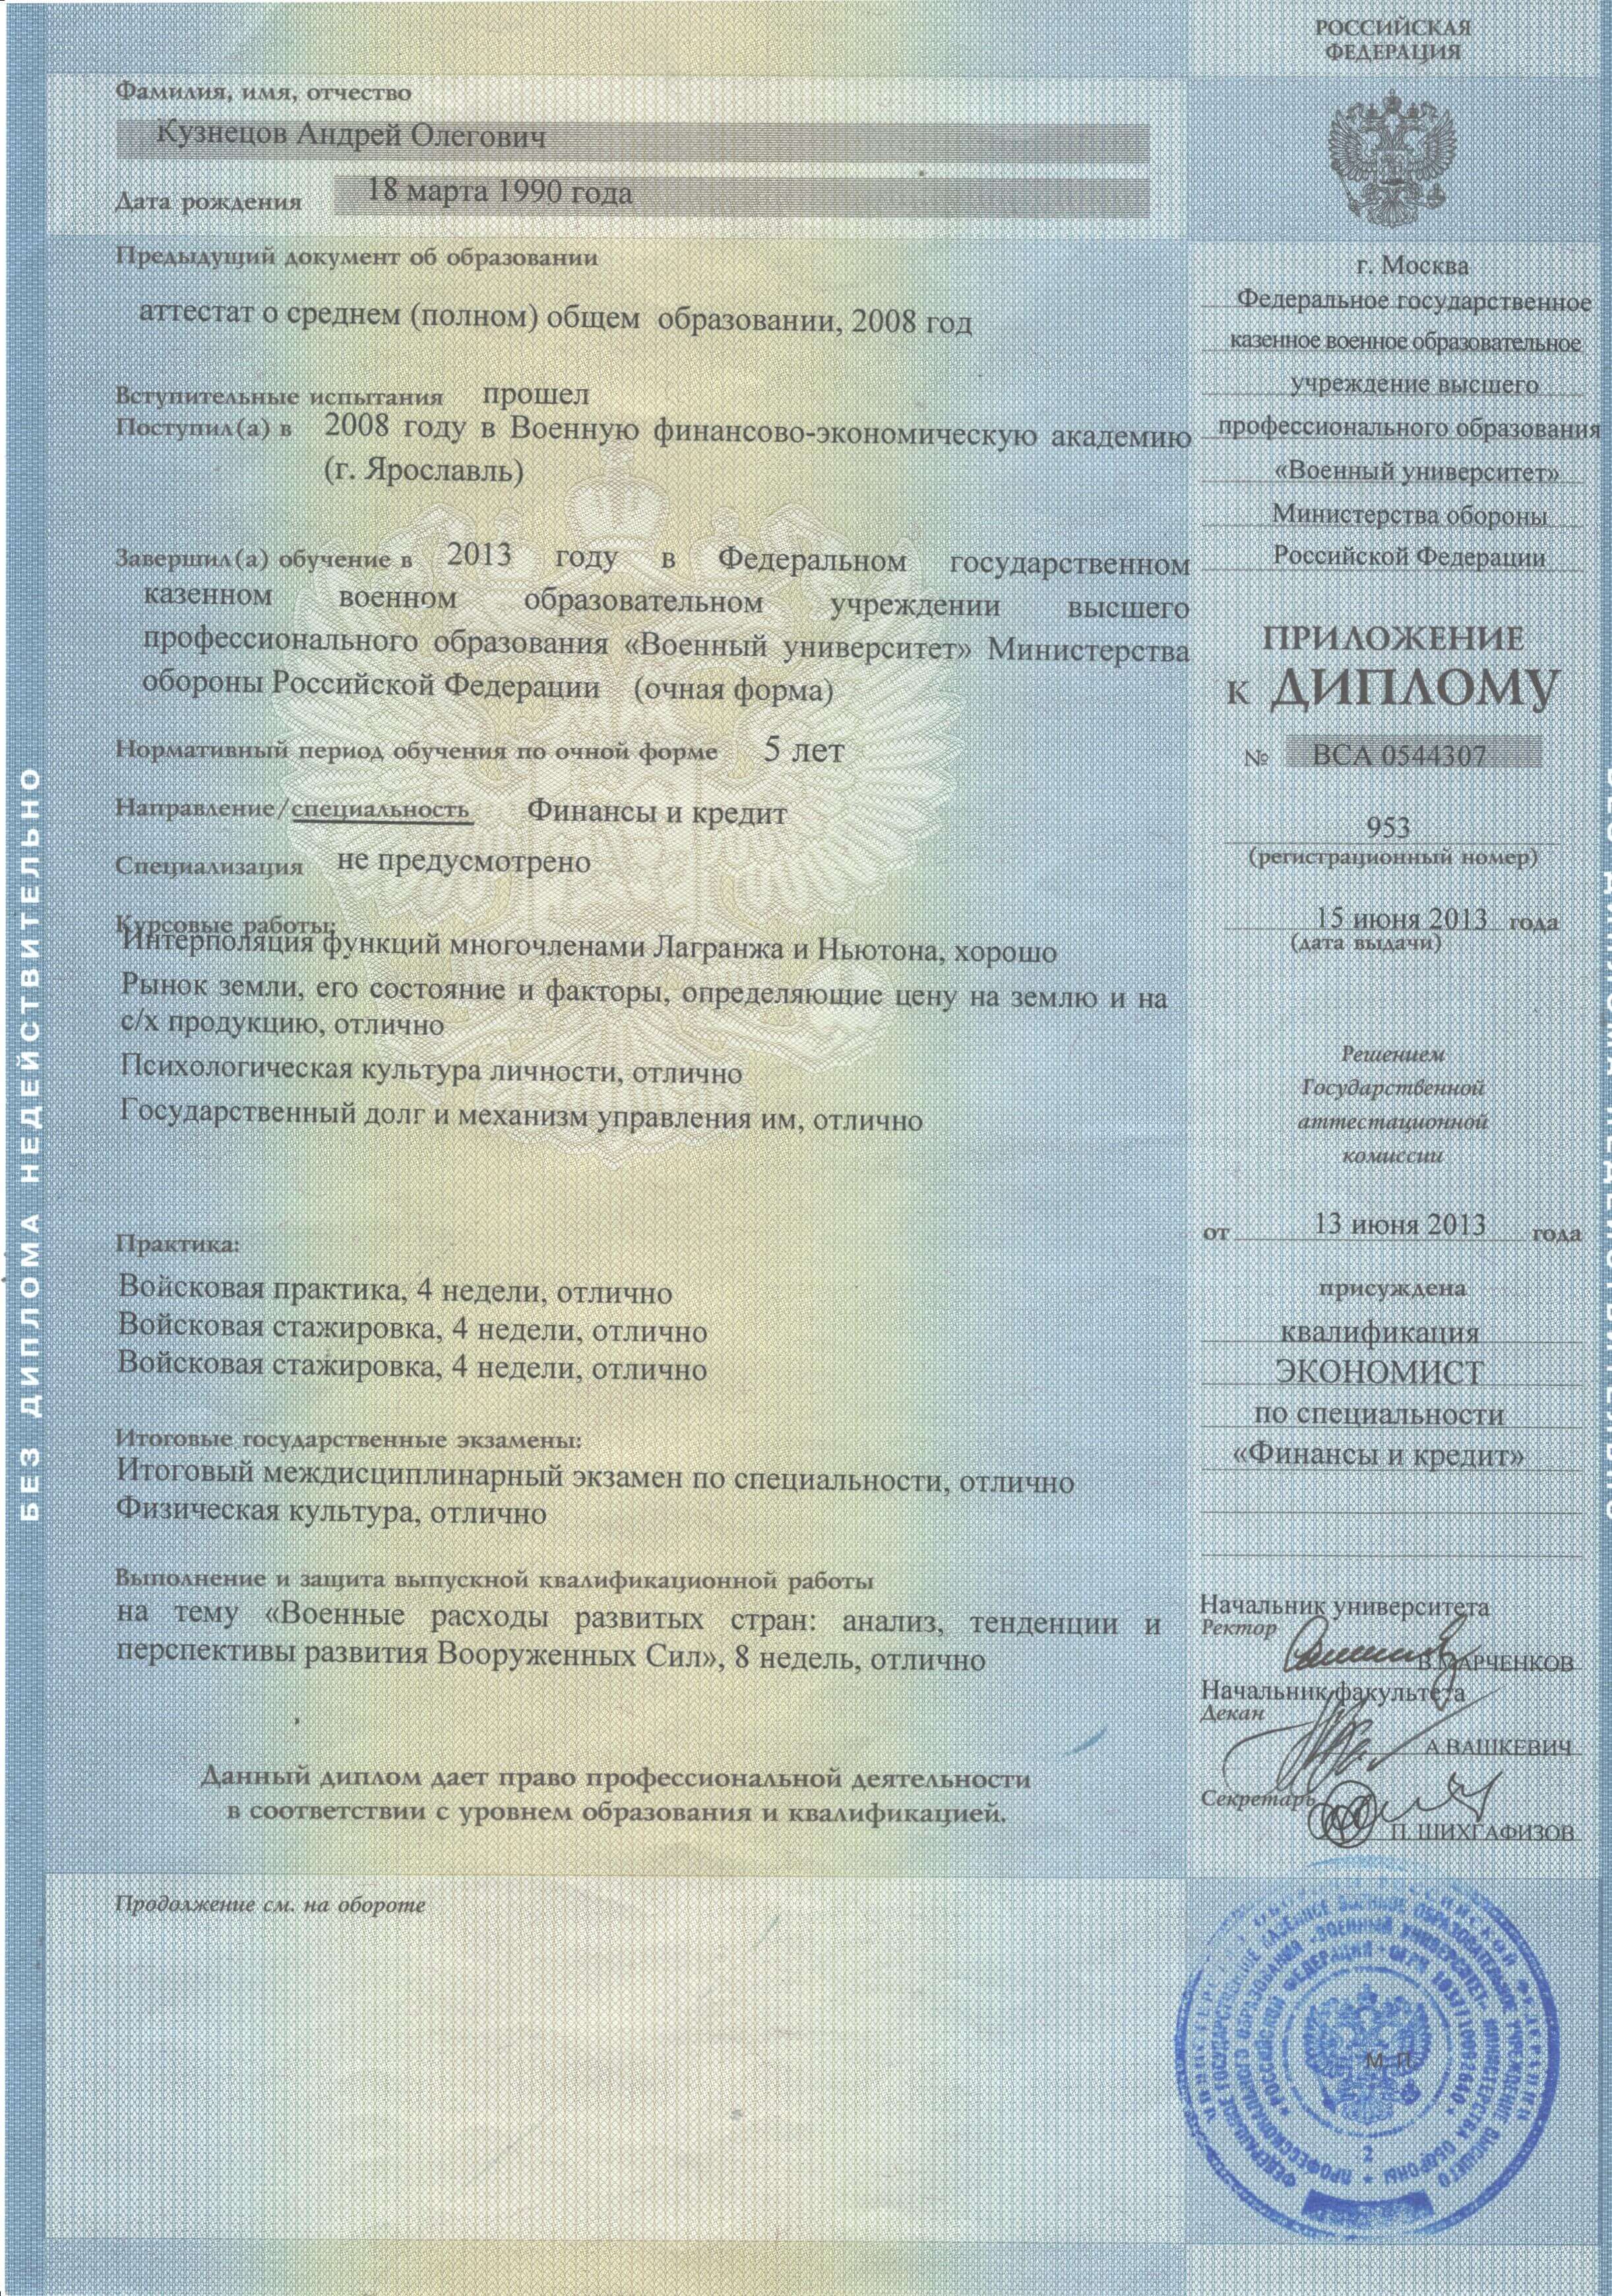 Фамилия, имя, отчество
Кузнецов Андрей Олегович
Дата рождения 18 марта 1990 года
Предыдущий документ об образовании
аттестат о среднем (полном) общем образовании, 2008 год
Вступительные испытания прошел
Поступил(а) в 2008 году в Военную финансово-экономическую академию
(г. Ярославль)
Завершил(а) обучение в 2013 году в Федеральном государственном
казенном военном образовательном учреждении высшего
профессионального образования «Военный университет» Министерства
обороны Российской Федерации (очная форма)
Нормативный период обучения по очной форме 5 лет
Направление/специальность Финансы и кредит
Специализация не предусмотрено
Курсовые работы:
Интерполяция функций многочленами Лагранжа и Ньютона, хорошо
Рынок земли, его состояние и факторы, определяющие цену на землю и на
с/х продукцию, отлично
Психологическая культура личности, отлично
Государственный долг и механизм управления им, отлично
Практика:
Войсковая практика, 4 недели, отлично
Войсковая стажировка, 4 недели, отлично
Войсковая стажировка, 4 недели, отлично
Итоговые государственные экзамены:
Итоговый междисциплинарный экзамен по специальности, отлично
Физическая культура, отлично
Выполнение и защита выпускной квалификационной работы
на тему «Военные расходы развитых стран: анализ, тенденции и
перспективы развития Вооруженных Сил», 8 недель, отлично
Данный диплом дает право профессиональной деятельности
в соответствии с уровнем образования и квалификацией.
Продолжение см. на обороте
БЕЗ ДИПЛОМА НЕДЕЙСТВИТЕЛЬНО
РОССИЙСКАЯ
ФЕДЕРАЦИЯ
г. Москва
Федеральное государственное
казенное военное образовательное
учреждение высшего
профессионального образования
«Военный университет»
Министерства обороны
Российской Федерации
ПРИЛОЖЕНИЕ
К ДИПЛОМУ
№ ВСА 0544307
953
(регистрационный номер)
15 июня 2013 года
(дата выдачи)
Решением
Государственной
аттестационной
комиссии
от 13 июня 2013 года
присуждена
квалификация
ЭКОНОМИСТ
по специальности
«Финансы и кредит»
Начальник университета
Ректор
В.МАРЧЕНКОВ
Начальник факультета
Декан
А.ВАШКЕВИЧ
Секретарь
П. ШИХГАФИЗОВ
М. П.
2